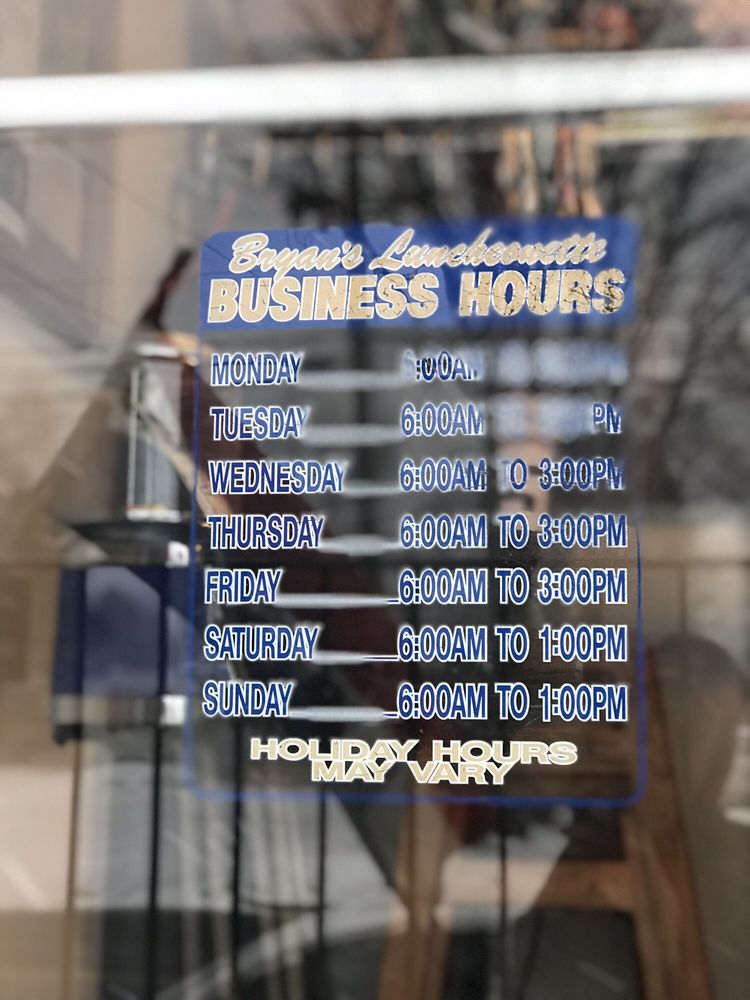 Bryan's Luncheonette
BUSINESS HOURS
MONDAY :00AM
TUESDAY 6:00AM PM
WEDNESDAY 6:00AM TO 3:00PM
THURSDAY 6:00AM TO 3:00PM
FRIDAY 6:00AM TO 3:00PM
SATURDAY 6:00AM TO 1:00PM
SUNDAY 6:00AM TO 1:00PM
HOLIDAY HOURS
MAY VARY